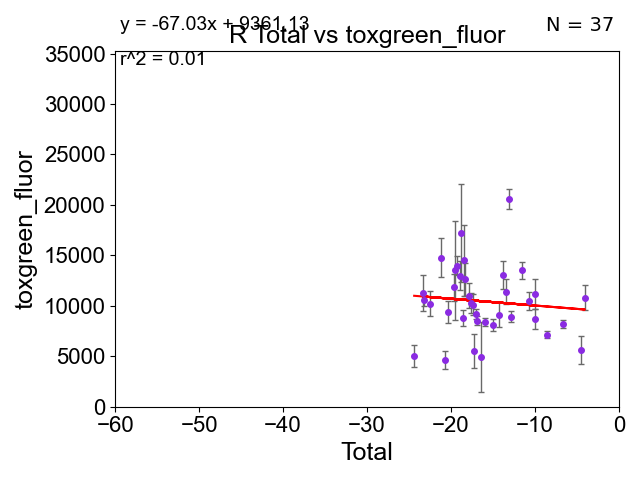 y = -67.03x + 9361.13
R Total vs toxgreen_fluor
N = 37
r^2 = 0.01
35000
30000
25000
20000
15000
10000
5000
0
toxgreen_fluor
−60
−50
−40
−30
−20
−10
0
Total